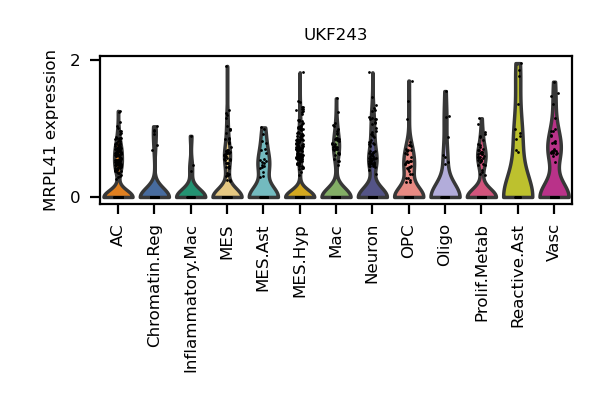 UKF243
MRPL41 expression
2
0
AC
Chromatin.Reg
Inflammatory.Mac
MES
MES.Ast
MES.Hyp
Mac
Neuron
OPC
Oligo
Prolif.Metab
Reactive.Ast
Vasc